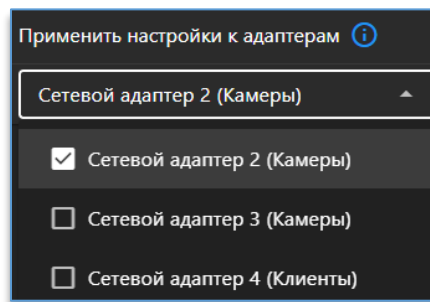 Применить настройки к адаптерам
Сетевой адаптер 2 (Камеры)
Сетевой адаптер 2 (Камеры)
Сетевой адаптер 3 (Камеры)
Сетевой адаптер 4 (Клиенты)